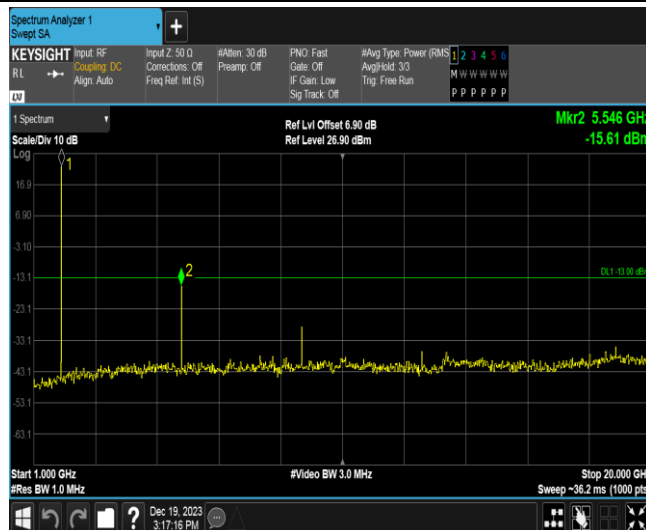 Spectrum Analyzer 1
Swept SA
+
KEYSIGHT
RL
LXI
Input: RF
Coupling: DC
Align: Auto
Input Z: 50 Ω
Corrections: Off
Freq Ref: Int (S)
#Atten: 30 dB
Preamp: Off
PNO: Fast
Gate: Off
IF Gain: Low
Sig Track: Off
#Avg Type: Power (RMS
Avg|Hold: 3/3
Trig: Free Run
1 2 3 4 5 6
M W W W W W
P P P P P P
1 Spectrum
Scale/Div 10 dB
Log
Ref Lvl Offset 6.90 dB
Ref Level 26.90 dBm
Mkr2 5.546 GHz
-15.61 dBm
1
16.9
6.90
-3.10
-13.1
2
DL1 -13.00 dBm
-23.1
-33.1
-43.1
-53.1
-63.1
Start 1.000 GHz
#Res BW 1.0 MHz
#Video BW 3.0 MHz
Stop 20.000 GHz
Sweep ~36.2 ms (1000 pts
?
Dec 19, 2023
3:17:16 PM